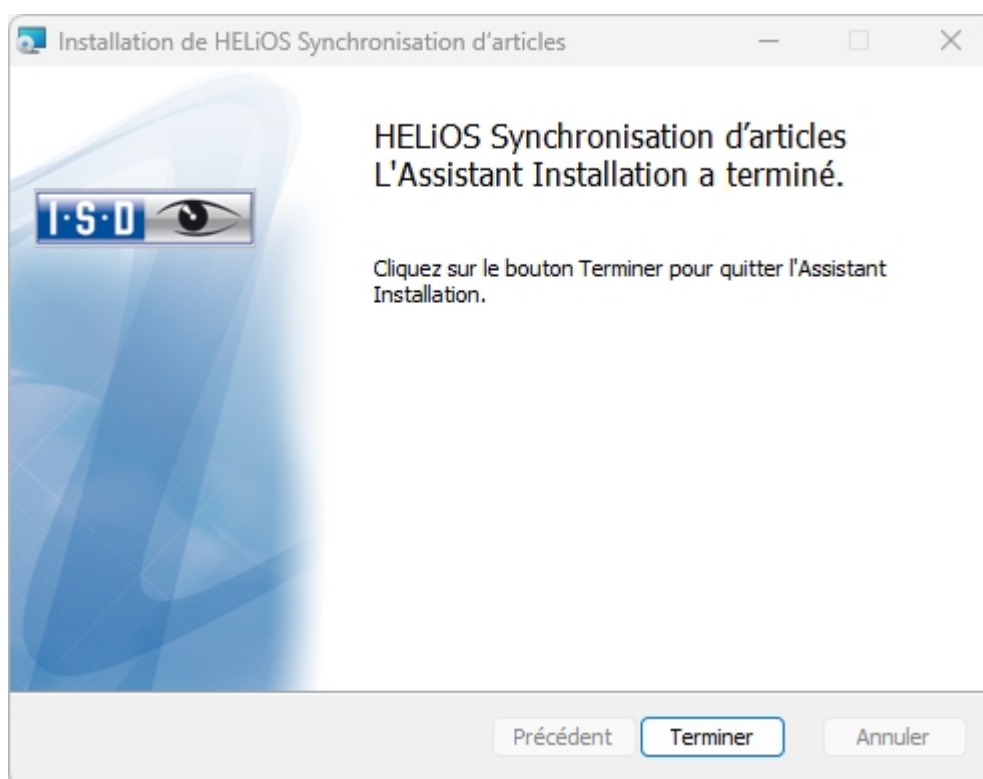 Installation de HELiOS Synchronisation d’articles
HELiOS Synchronisation d’articles
L'Assistant Installation a terminé.
I·S·D
Cliquez sur le bouton Terminer pour quitter l'Assistant
Installation.
Précédent
Terminer
Annuler